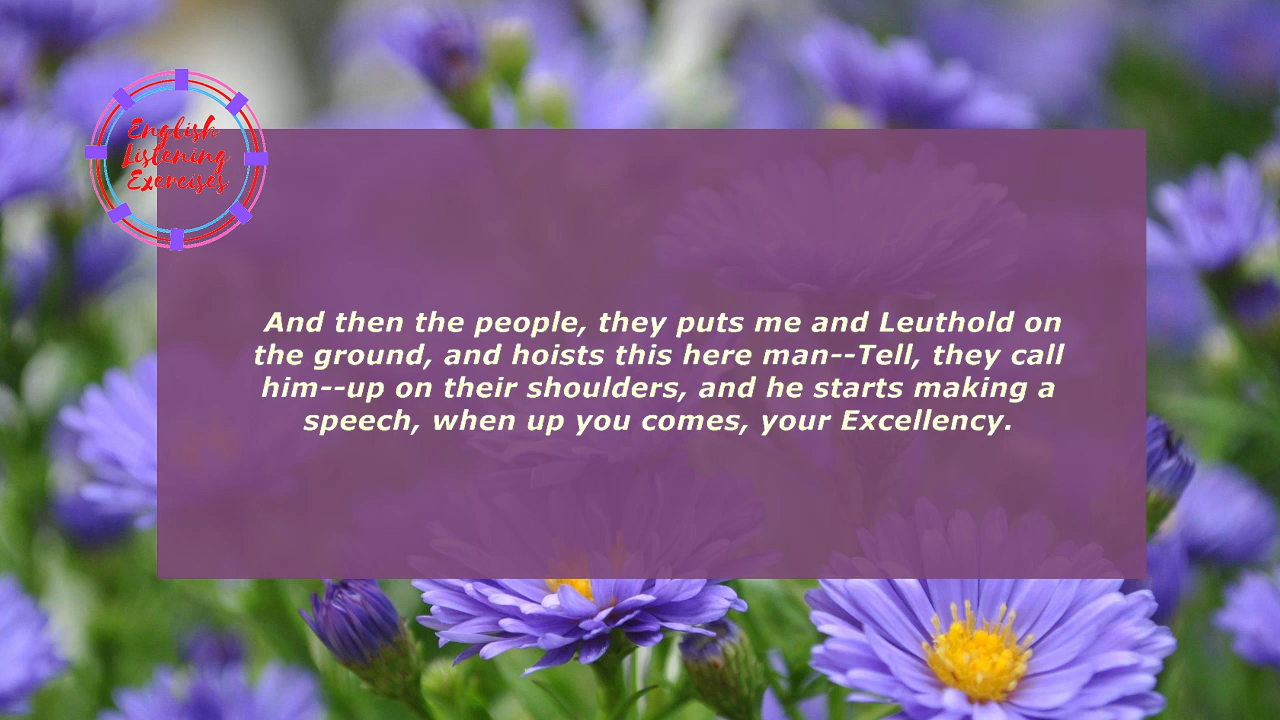 English
Listening
Exercises
And then the people, they puts me and Leuthold on
the ground, and hoists this here man--Tell, they call
him--up on their shoulders, and he starts making a
speech, when up you comes, your Excellency.